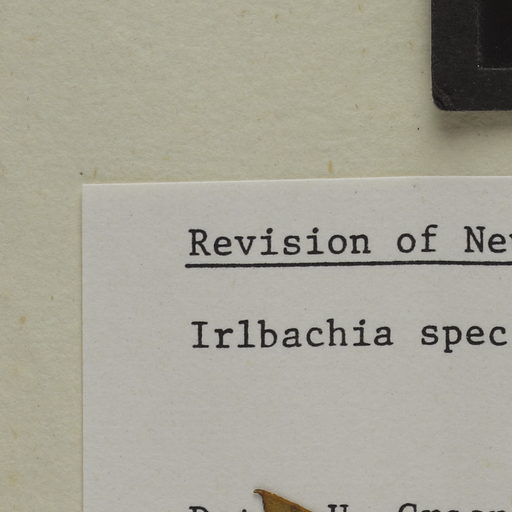 Revision of Ne
Irlbachia spec